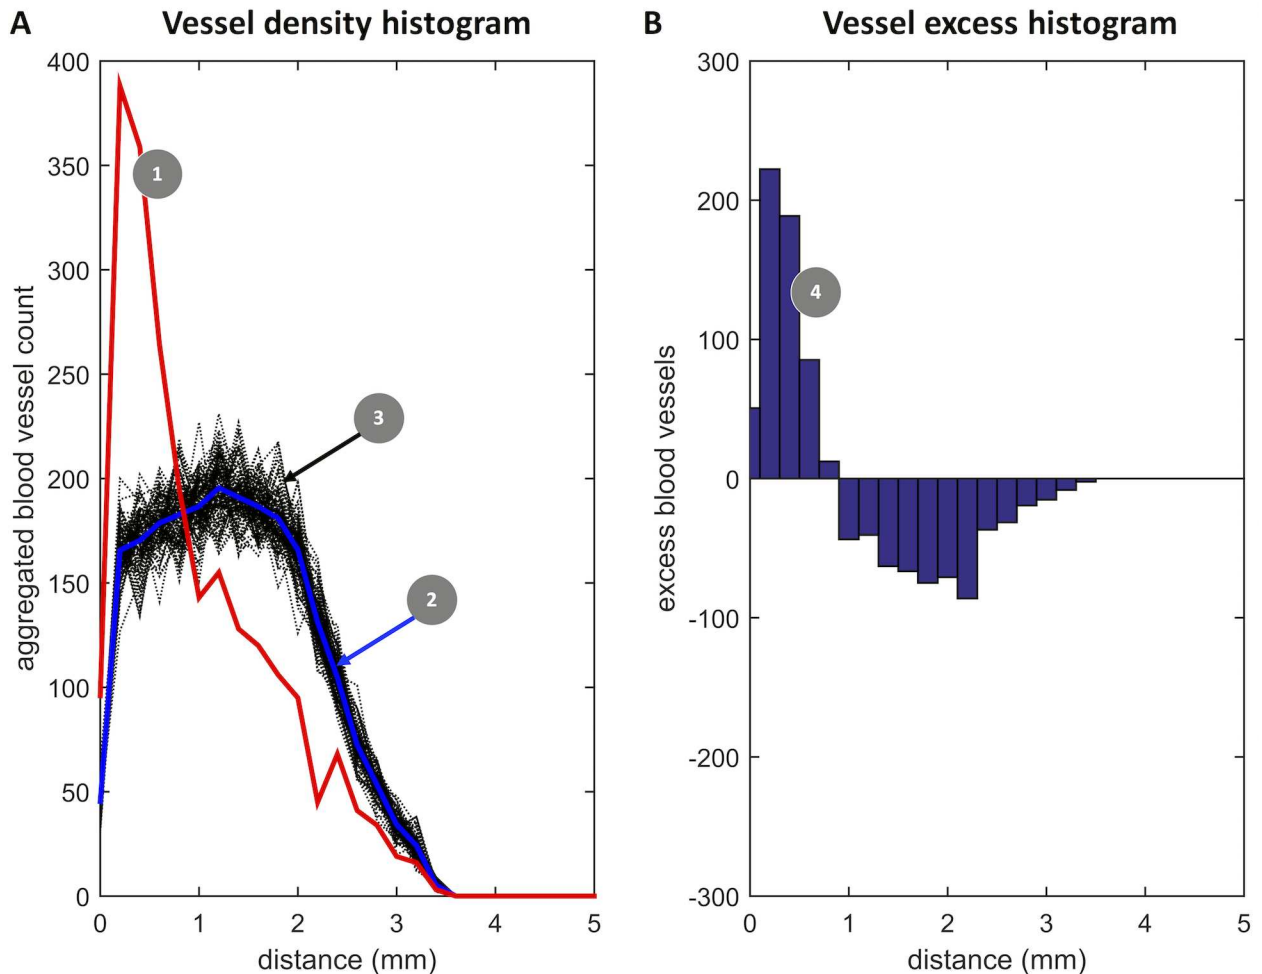 A Vessel density histogram
400
350
300
250
200
150
100
50
0
aggregated blood vessel count
1
3
2
0 1 2 3 4 5
distance (mm)
B Vessel excess histogram
300
200
100
0
-100
-200
-300
excess blood vessels
4
0 1 2 3 4 5
distance (mm)